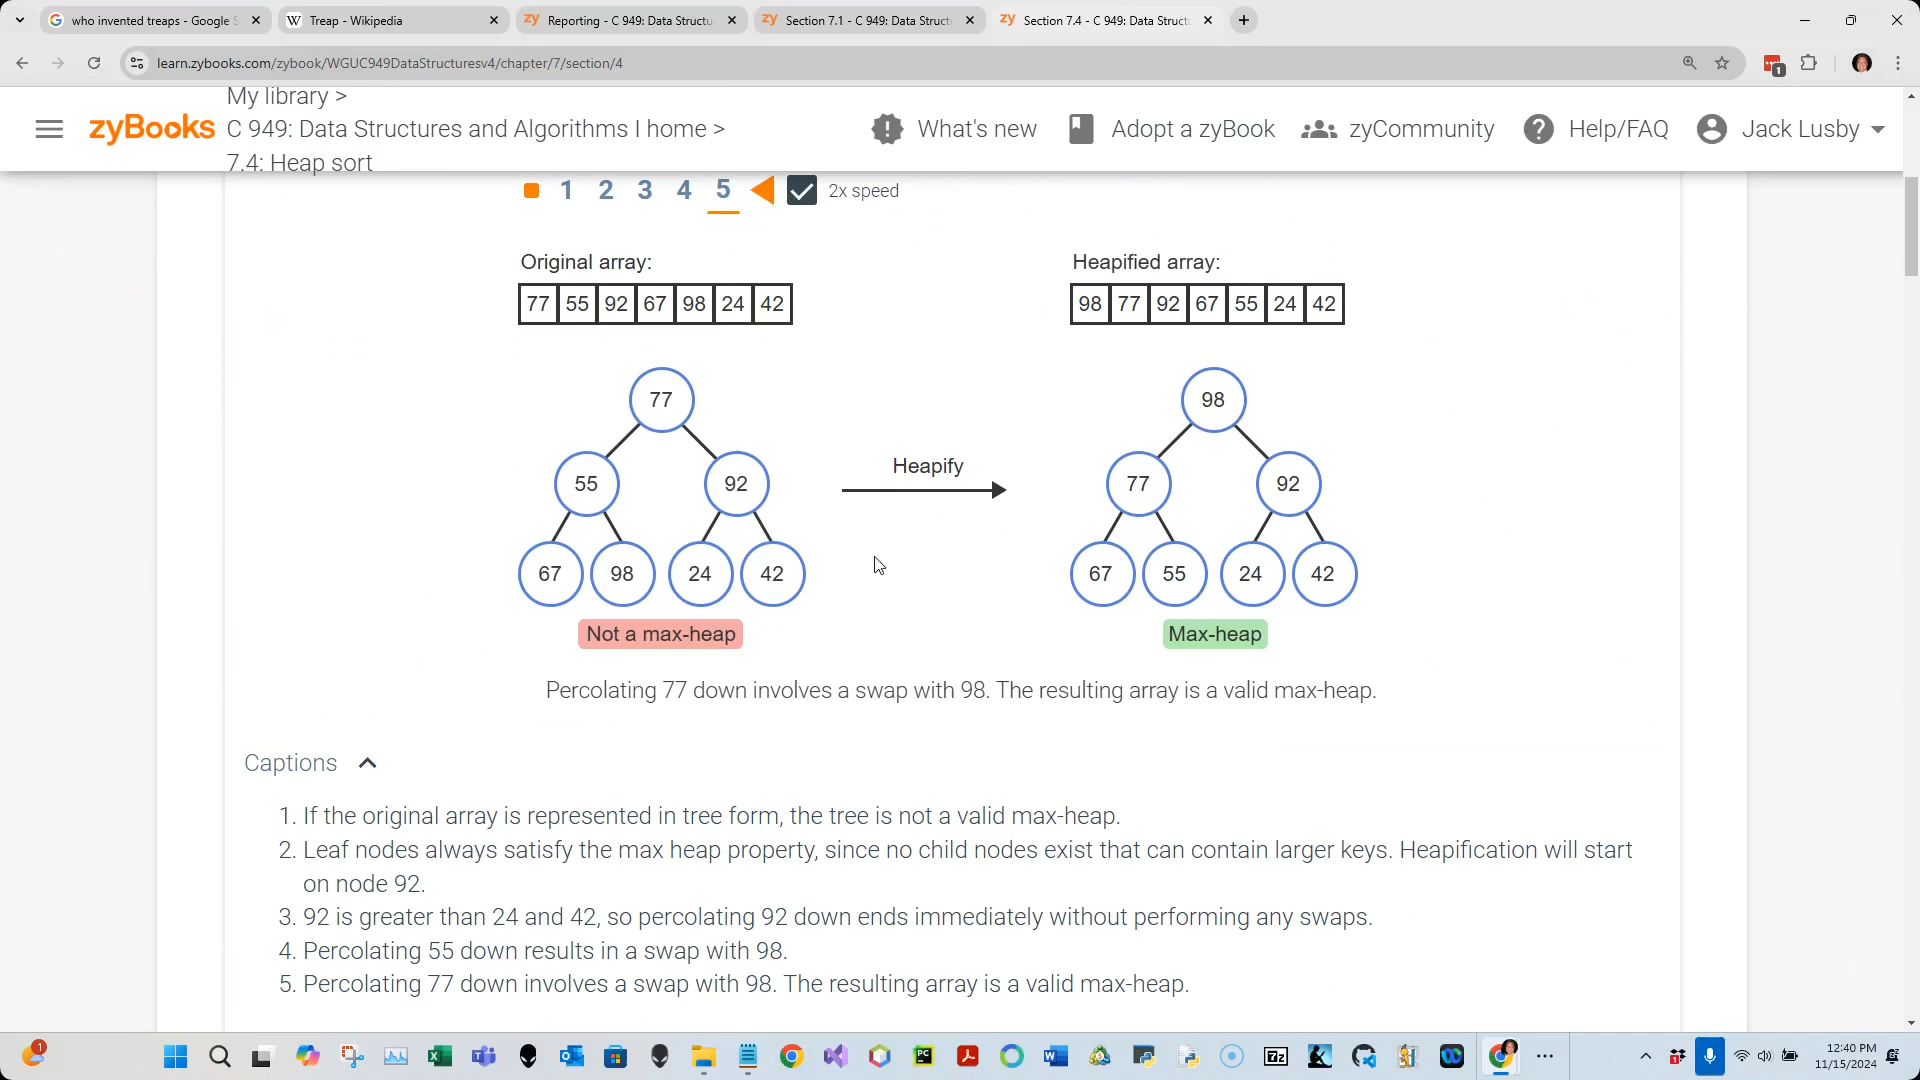 who invented treaps - Google S
Treap - Wikipedia
Reporting - C 949: Data Structu
Section 7.1 - C 949: Data Struct
Section 7.4 - C 949: Data Struct
learn.zybooks.com/zybook/WGUC949DataStructuresv4/chapter/7/section/4
1
My library >
zyBooks
C 949: Data Structures and Algorithms I home >
7.4: Heap sort
What's new
Adopt a zyBook
zyCommunity
Help/FAQ
Jack Lusby
1 2 3 4 5
2x speed
Original array:
77 55 92 67 98 24 42
Heapified array:
98 77 92 67 55 24 42
77
55 92
67 98 24 42
Not a max-heap
Heapify
98
77 92
67 55 24 42
Max-heap
Percolating 77 down involves a swap with 98. The resulting array is a valid max-heap.
Captions
1. If the original array is represented in tree form, the tree is not a valid max-heap.
2. Leaf nodes always satisfy the max heap property, since no child nodes exist that can contain larger keys. Heapification will start
on node 92.
3. 92 is greater than 24 and 42, so percolating 92 down ends immediately without performing any swaps.
4. Percolating 55 down results in a swap with 98.
5. Percolating 77 down involves a swap with 98. The resulting array is a valid max-heap.
1
12:40 PM
11/15/2024